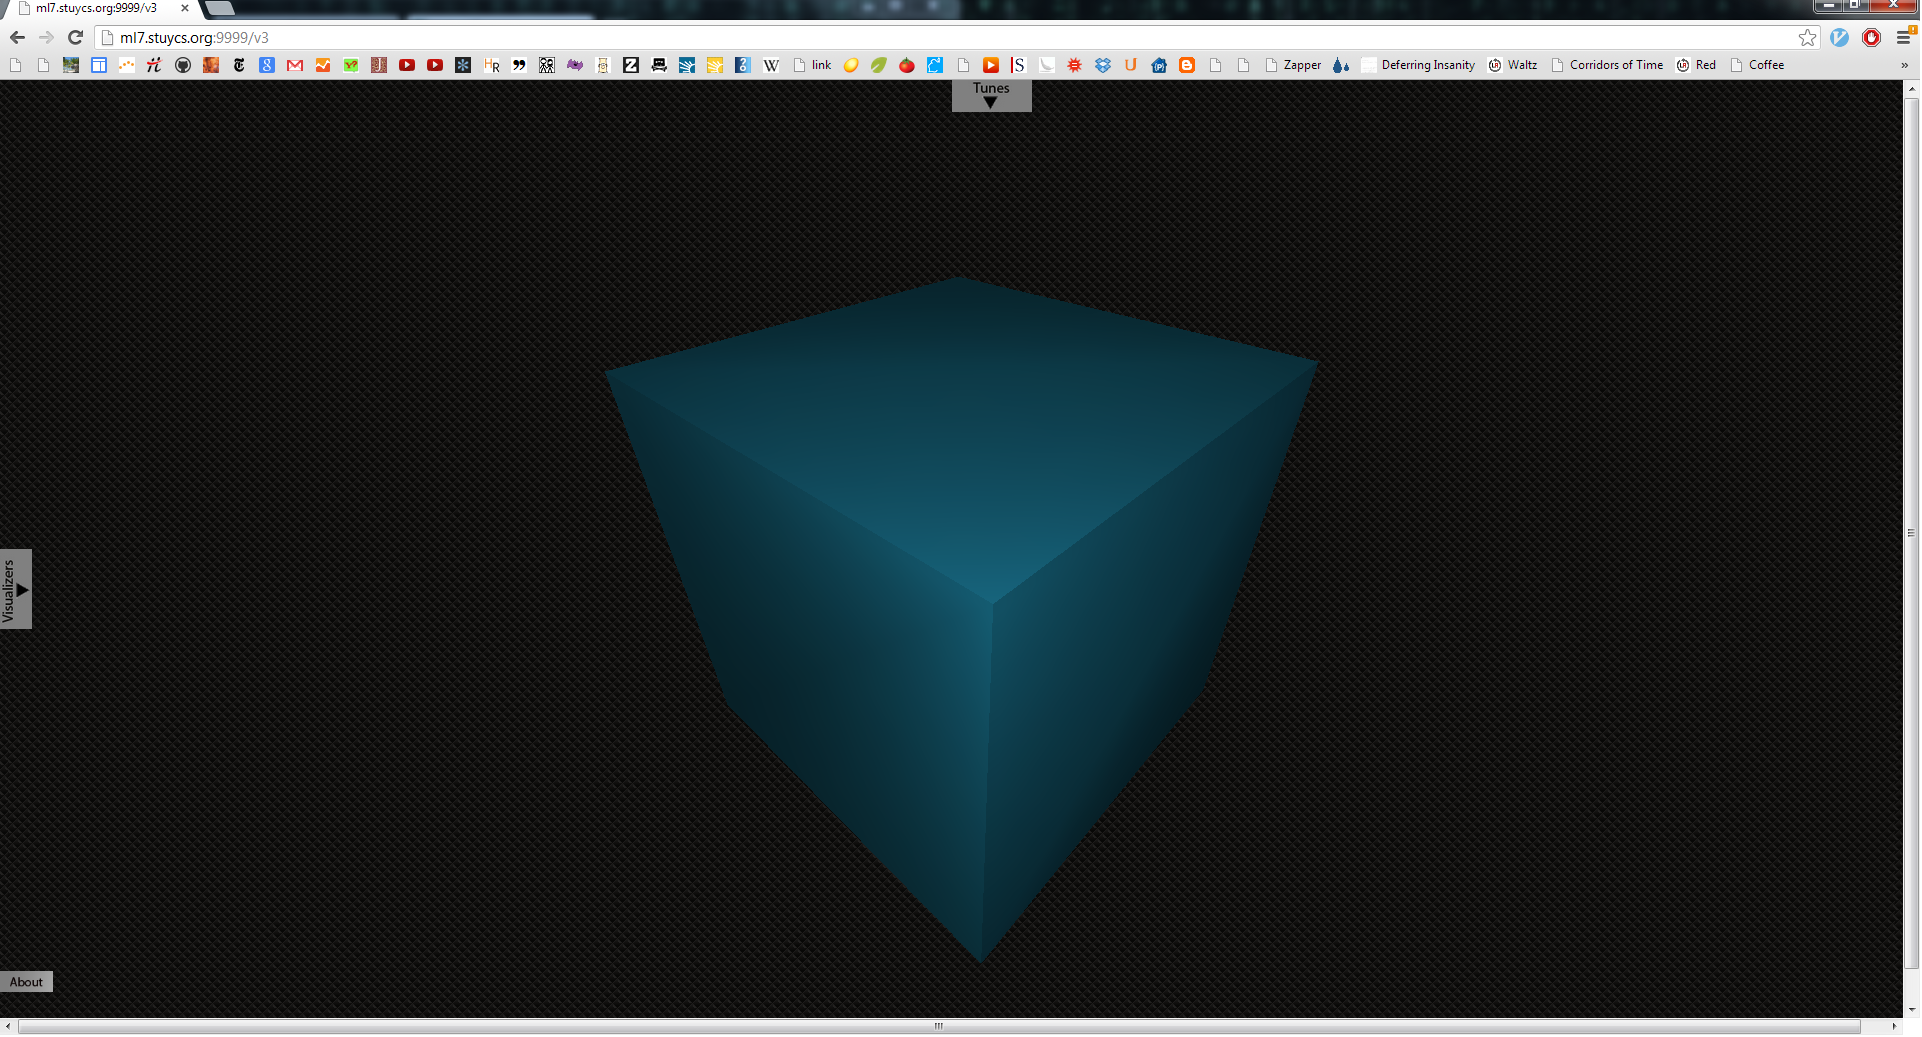 ml7.stuycs.org:9999/v3
ml7.stuycs.org:9999/v3
link
Zapper
Deferring Insanity
Waltz
Corridors of Time
Red
Coffee
»
Tunes
Visualizers
About